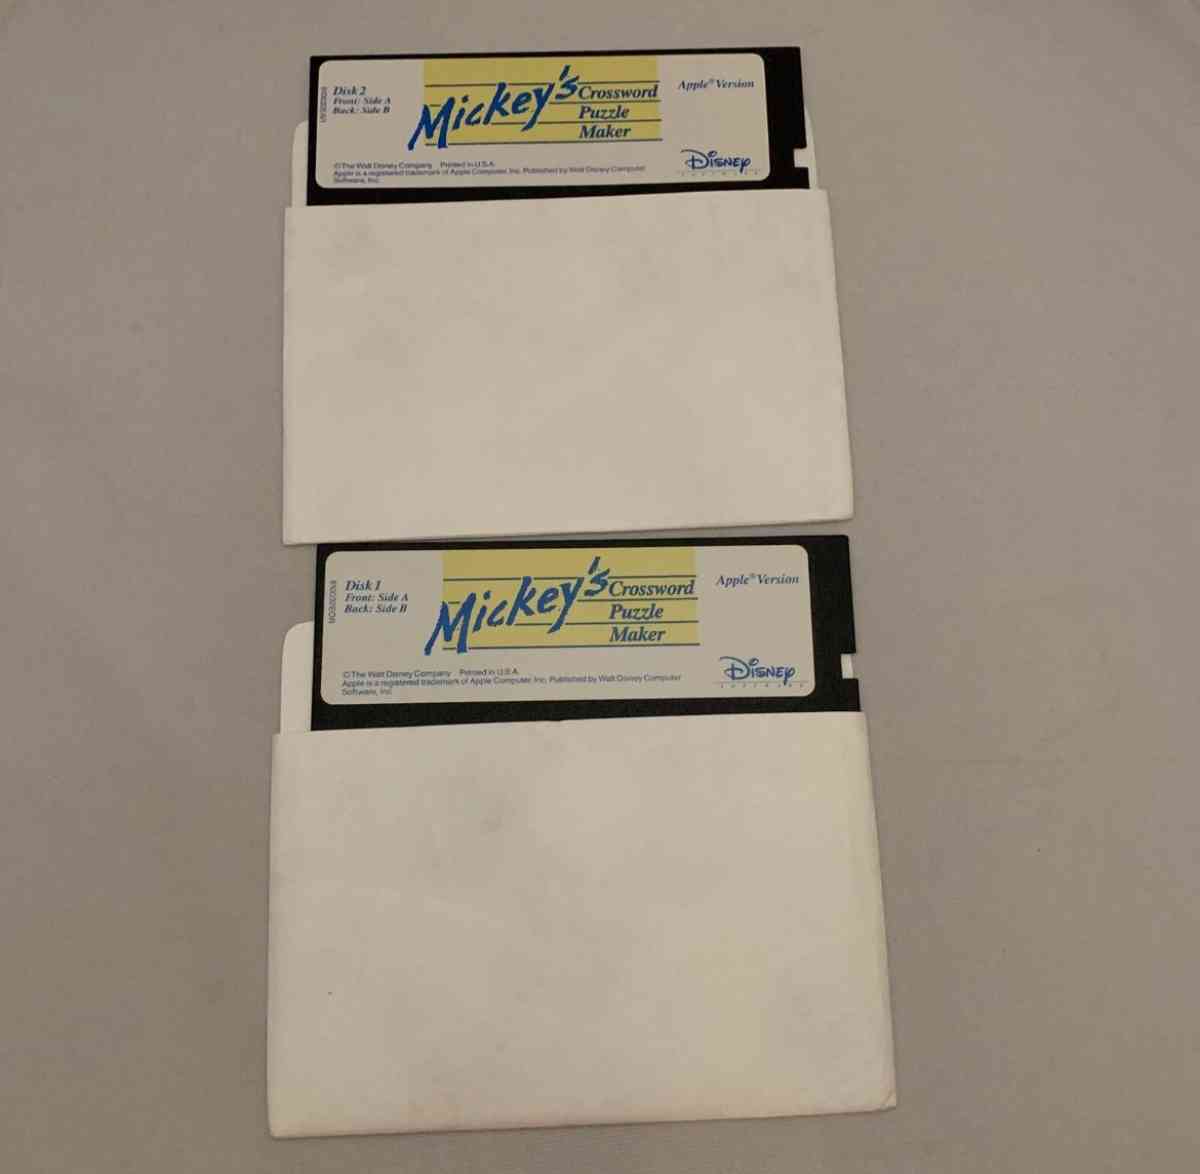 Disk 2
Front: Side A
Back: Side B
Mickey's Crossword
Puzzle
Maker
Apple® Version
©The Walt Disney Company Printed in U.S.A.
Apple is a registered trademark of Apple Computer, Inc. Published by Walt Disney Computer
Software, Inc.
Disney
SOFTWARE
Disk 1
Front: Side A
Back: Side B
Mickey's Crossword
Puzzle
Maker
Apple® Version
©The Walt Disney Company Printed in U.S.A.
Apple is a registered trademark of Apple Computer, Inc. Published by Walt Disney Computer
Software, Inc.
Disney
SOFTWARE